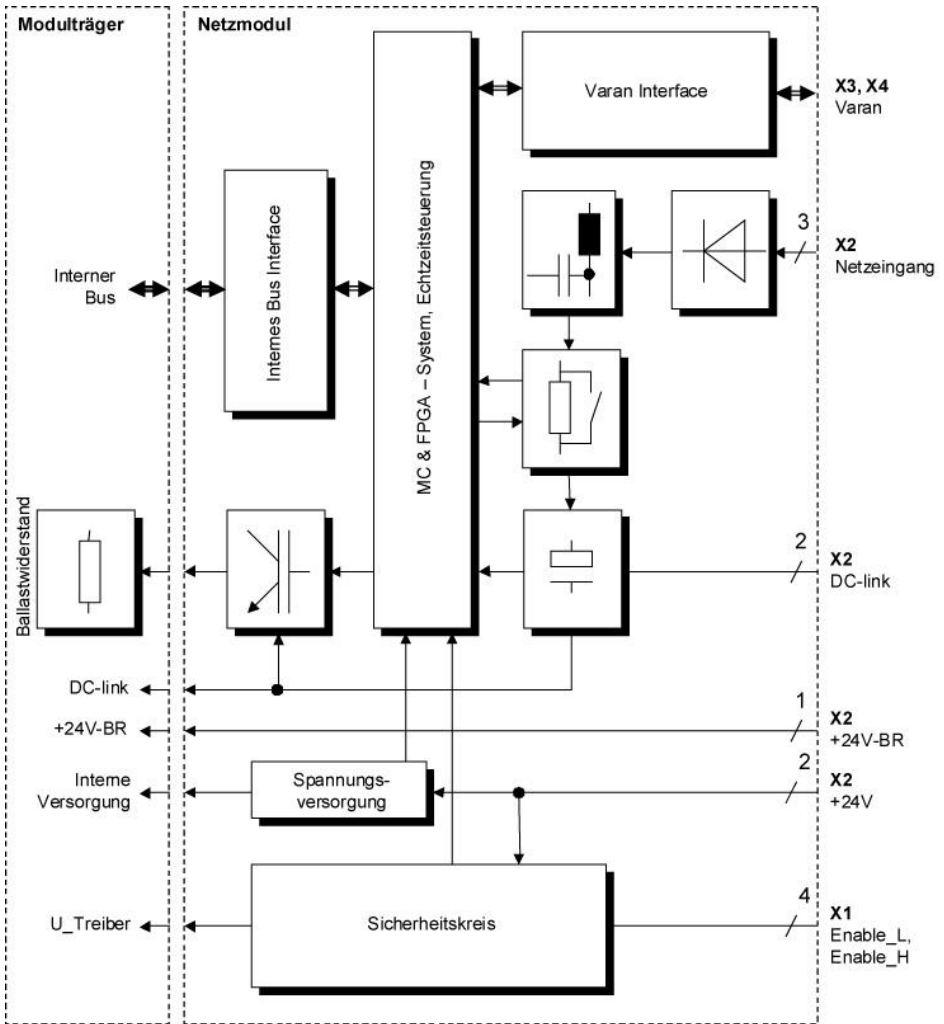 Modulträger
Netzmodul
Varan Interface
X3, X4
Varan
MC & FPGA – System, Echtzeitsteuerung
Internes Bus Interface
3
X2
Netzeingang
Interner
Bus
Ballastwiderstand
2
X2
DC-link
DC-link
1
+24V-BR
X2
+24V-BR
Interne
Versorgung
Spannungs-
versorgung
2
X2
+24V
U_Treiber
Sicherheitskreis
4
X1
Enable_L,
Enable_H